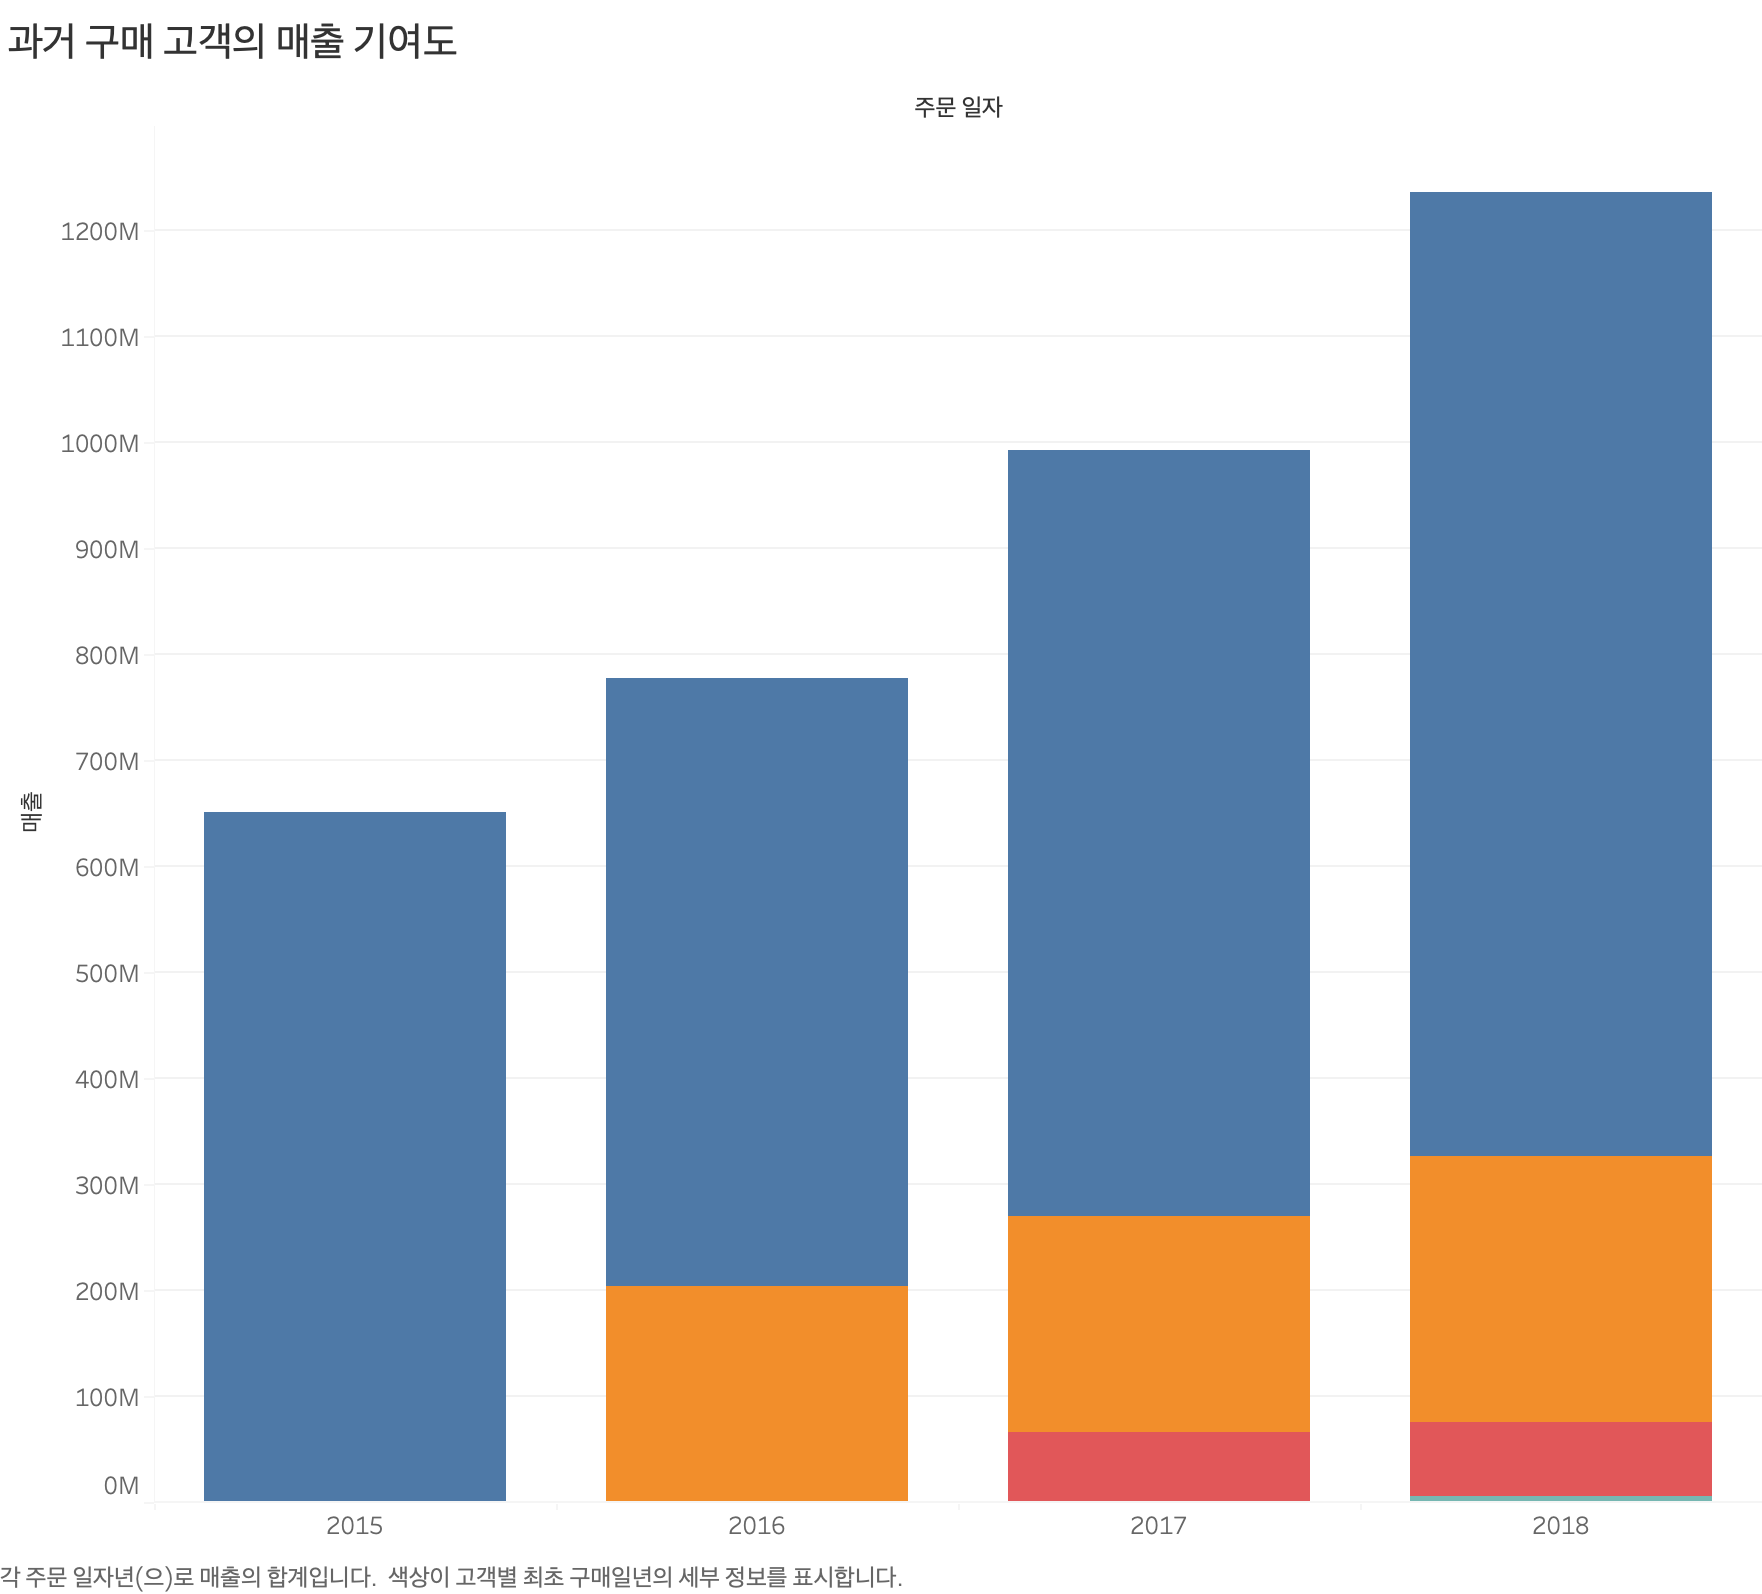 과거 구매 고객의 매출 기여도
주문 일자
1200M
1100M
1000M
900M
800M
700M
매출
600M
500M
400M
300M
200M
100M
0M
2015 2016 2017 2018
각 주문 일자년(으)로 매출의 합계입니다. 색상이 고객별 최초 구매일년의 세부 정보를 표시합니다.